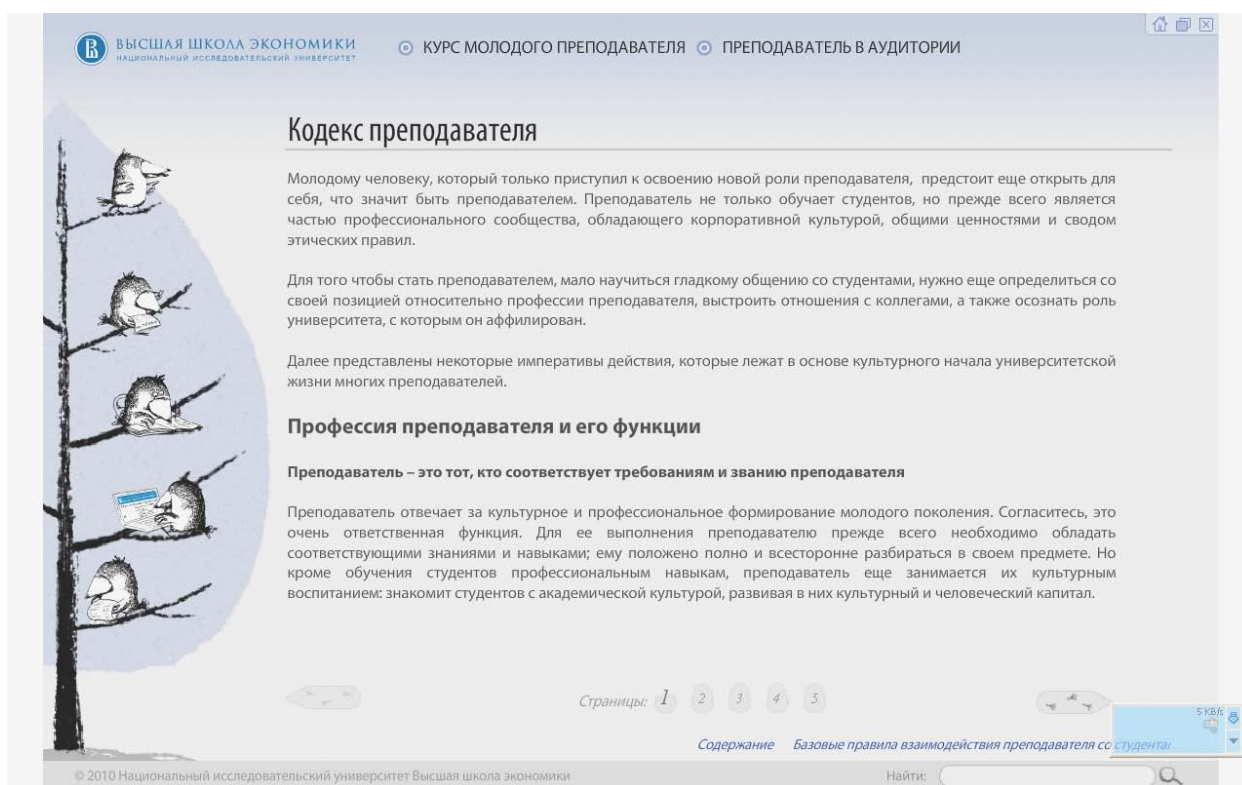 ВЫСШАЯ ШКОЛА ЭКОНОМИКИ
НАЦИОНАЛЬНЫЙ ИССЛЕДОВАТЕЛЬСКИЙ УНИВЕРСИТЕТ
КУРС МОЛОДОГО ПРЕПОДАВАТЕЛЯ ПРЕПОДАВАТЕЛЬ В АУДИТОРИИ
Кодекс преподавателя
Молодому человеку, который только приступил к освоению новой роли преподавателя, предстоит еще открыть для
себя, что значит быть преподавателем. Преподаватель не только обучает студентов, но прежде всего является
частью профессионального сообщества, обладающего корпоративной культурой, общими ценностями и сводом
этических правил.
Для того чтобы стать преподавателем, мало научиться гладкому общению со студентами, нужно еще определиться со
своей позицией относительно профессии преподавателя, выстроить отношения с коллегами, а также осознать роль
университета, с которым он аффилирован.
Далее представлены некоторые императивы действия, которые лежат в основе культурного начала университетской
жизни многих преподавателей.
Профессия преподавателя и его функции
Преподаватель – это тот, кто соответствует требованиям и званию преподавателя
Преподаватель отвечает за культурное и профессиональное формирование молодого поколения. Согласитесь, это
очень ответственная функция. Для ее выполнения преподавателю прежде всего необходимо обладать
соответствующими знаниями и навыками; ему положено полно и всесторонне разбираться в своем предмете. Но
кроме обучения студентов профессиональным навыкам, преподаватель еще занимается их культурным
воспитанием: знакомит студентов с академической культурой, развивая в них культурный и человеческий капитал.
Страницы: 1 2 3 4 5
5 KB/s
Содержание Базовые правила взаимодействия преподавателя со студента
© 2010 Национальный исследовательский университет Высшая школа экономики
Найти: